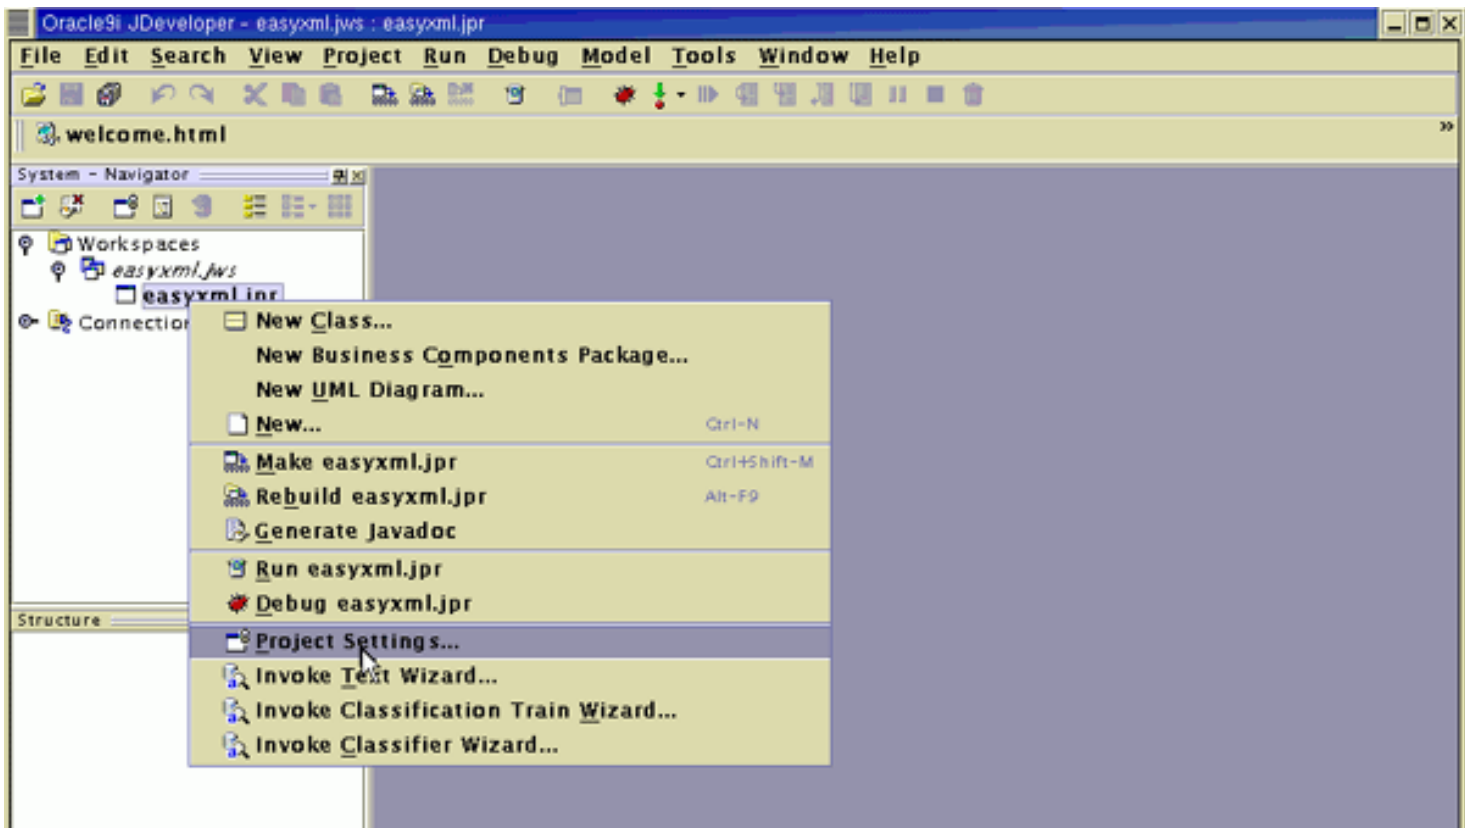 Oracle9i JDeveloper - easyxml.jws : easyxml.jpr
File Edit Search View Project Run Debug Model Tools Window Help
welcome.html
System - Navigator
Workspaces
easyxml.jws
easyxml.jpr
Connection
New Class...
New Business Components Package...
New UML Diagram...
New... Ctrl-N
Make easyxml.jpr Ctrl+Shift-M
Rebuild easyxml.jpr Alt-F9
Generate Javadoc
Run easyxml.jpr
Debug easyxml.jpr
Structure
Project Settings...
Invoke Text Wizard...
Invoke Classification Train Wizard...
Invoke Classifier Wizard...